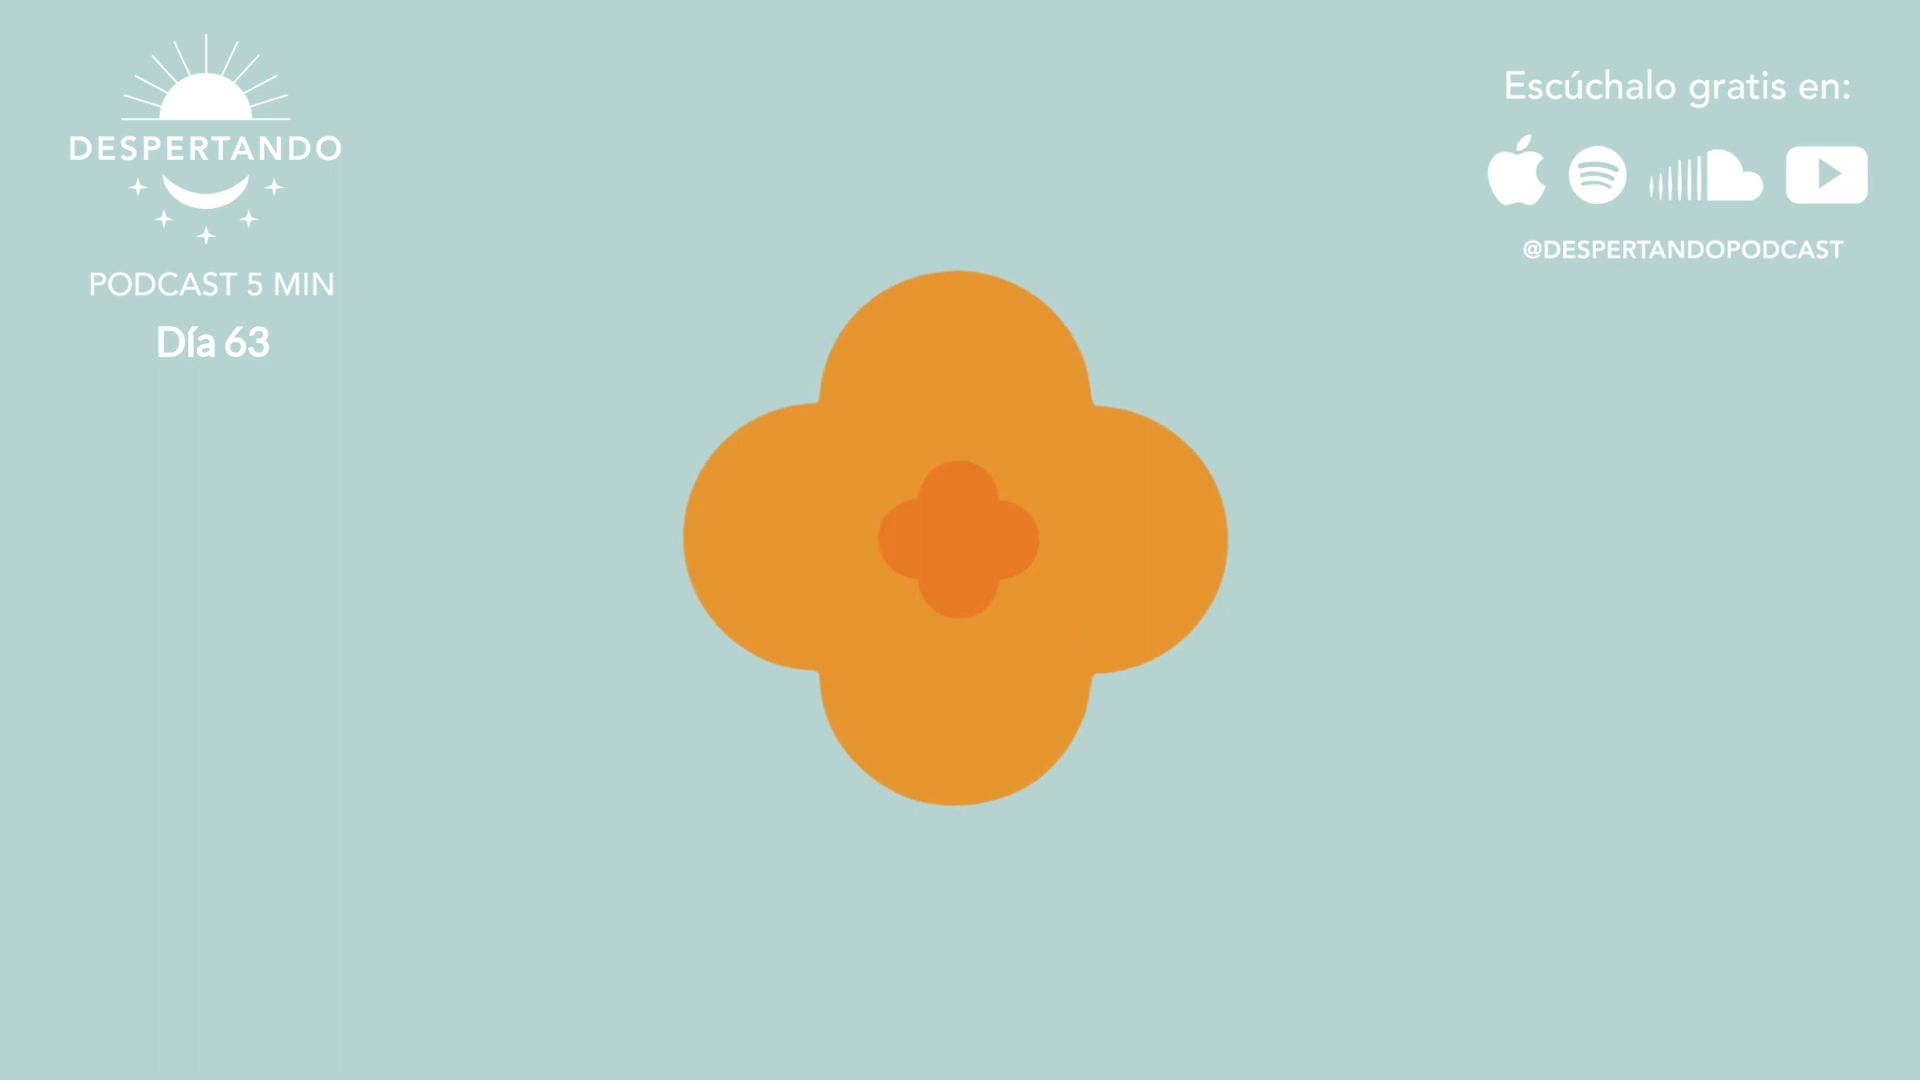 DESPERTANDO
PODCAST 5 MIN
Día 63
Escúchalo gratis en:
@DESPERTANDOPODCAST